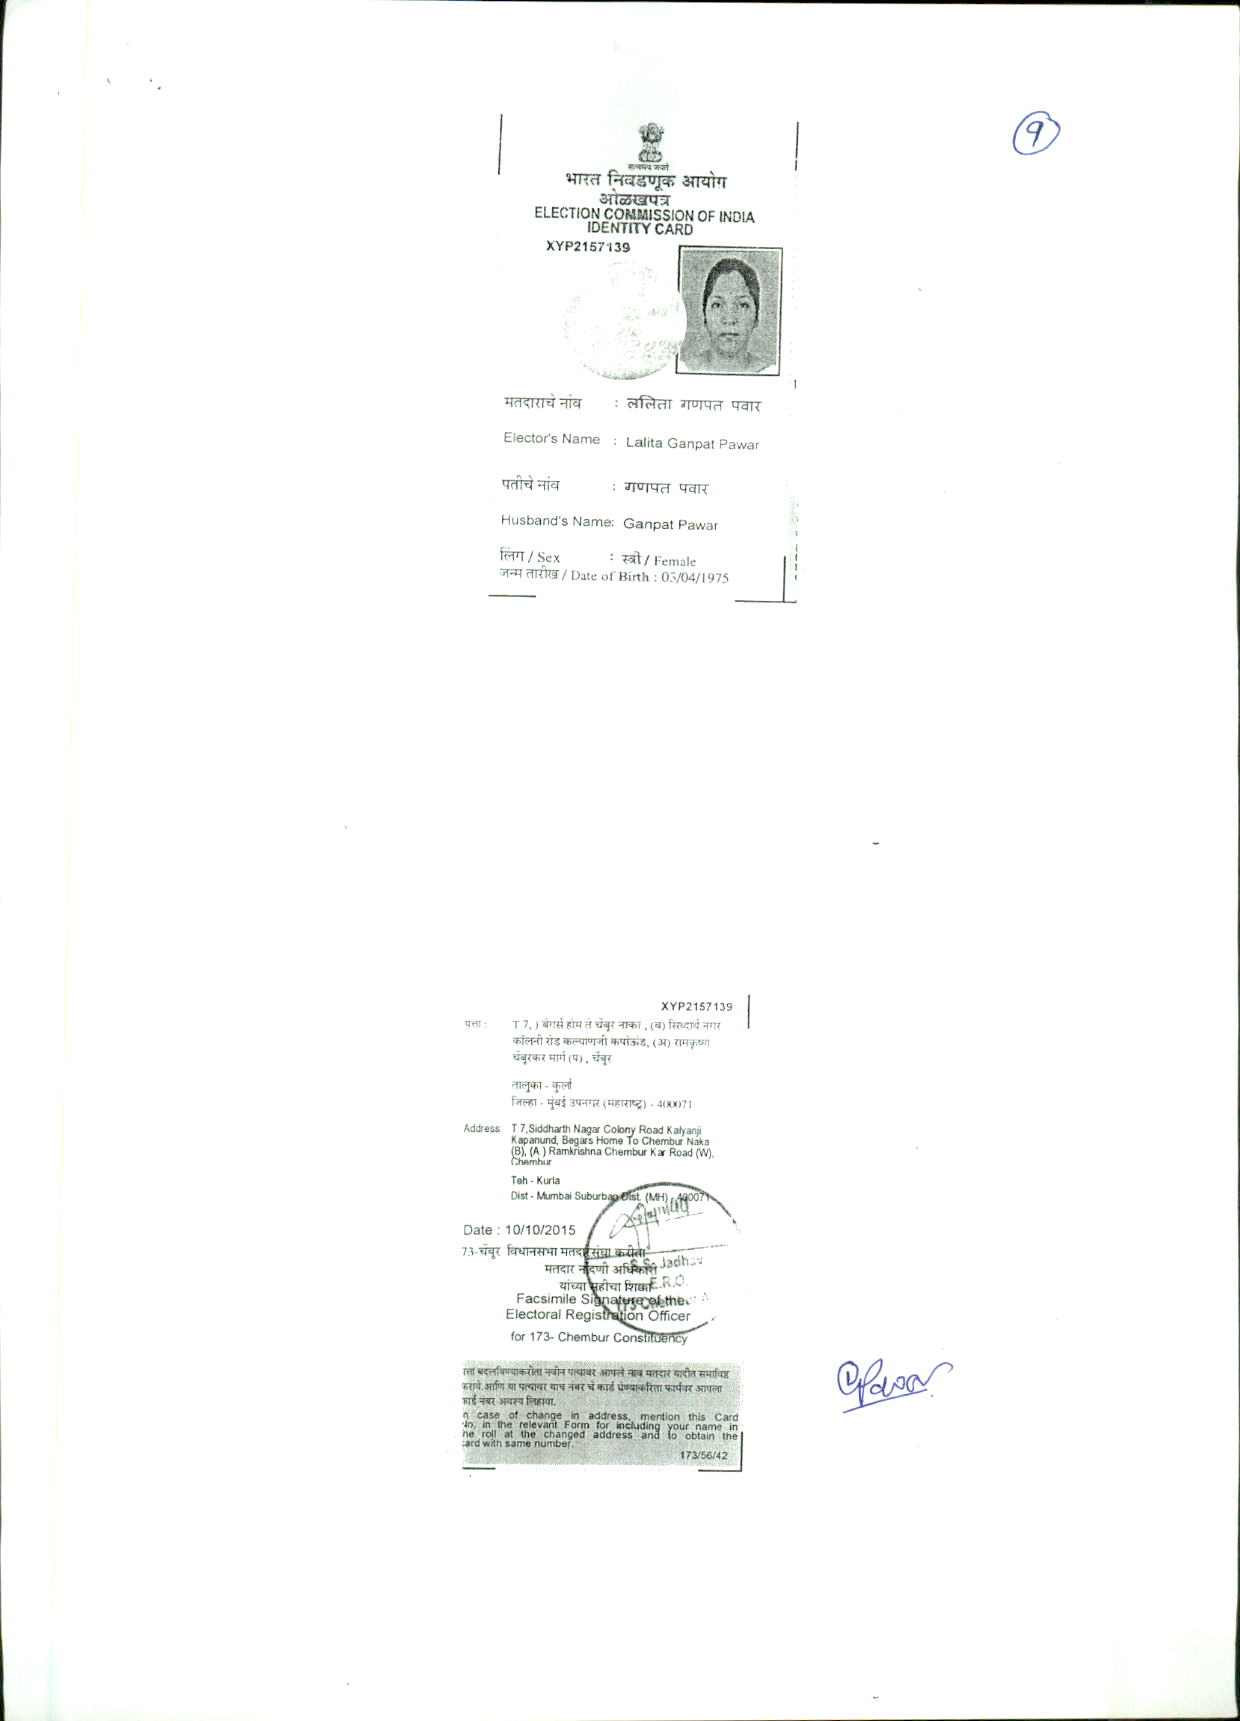 9
सत्यमेव जयते
भारत निवडणूक आयोग
ओळखपत्र
ELECTION COMMISSION OF INDIA
IDENTITY CARD
XYP2157139
मतदाराचे नांव : ललिता गणपत पवार
Elector's Name : Lalita Ganpat Pawar
पतीचे नांव : गणपत पवार
Husband's Name: Ganpat Pawar
लिंग / Sex : स्त्री / Female
जन्म तारीख / Date of Birth : 03/04/1975
XYP2157139
पत्ता : T 7, ) बेगर्स होम ते चेंबूर नाका , (ब) सिध्दार्थ नगर
कॉलनी रोड कल्याणजी कपांऊंड, (अ) रामकृष्ण
चेंबूरकर मार्ग (प) , चेंबूर
तालुका - कुर्ला
जिल्हा - मुंबई उपनगर (महाराष्ट्र) - 400071
Address: T 7,Siddharth Nagar Colony Road Kalyanji
Kapanund, Begars Home To Chembur Naka
(B), (A ) Ramkrishna Chembur Kar Road (W),
Chembur
Teh - Kurla
Dist - Mumbai Suburban Dist. (MH) - 400071
Date : 10/10/2015
73-चेंबूर विधानसभा मतदारसंघा करीता
S.S. Jadhav
मतदार नोंदणी अधिकारी
E.R.O.
यांच्या सहीचा शिक्का
Facsimile Signature of the
Electoral Registration Officer
for 173- Chembur Constituency
त्ता बदलविण्याकरीता नवीन पत्त्यावर आपले नाव मतदार यादीत समाविष्ठ
करावे.आणि या पत्त्यावर याच नंबर चे कार्ड घेण्याकरिता फार्मवर आपला
कार्ड नंबर अवश्य लिहावा.
n case of change in address, mention this Card
No. in the relevant Form for including your name in
he roll at the changed address and to obtain the
card with same number.
173/56/42